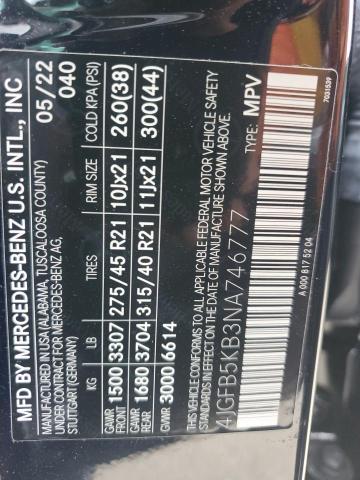 MFD BY MERCEDES-BENZ U.S. INTL., INC
MANUFACTURED IN USA (ALABAMA, TUSCALOOSA COUNTY)
UNDER CONTRACT FOR MERCEDES-BENZ AG,
STUTTGART (GERMANY)
05/22
040
KG LB TIRES RIM SIZE COLD KPA (PSI)
GAWR FRONT 1500 3307 275/45 R21 10Jx21 260(38)
GAWR REAR 1680 3704 315/40 R21 11Jx21 300(44)
GVWR 3000 6614
THIS VEHICLE CONFORMS TO ALL APPLICABLE FEDERAL MOTOR VEHICLE SAFETY
STANDARDS IN EFFECT ON THE DATE OF MANUFACTURE SHOWN ABOVE.
4JGFB5KB3NA746777 TYPE: MPV
A 000 817 52 04
7031539